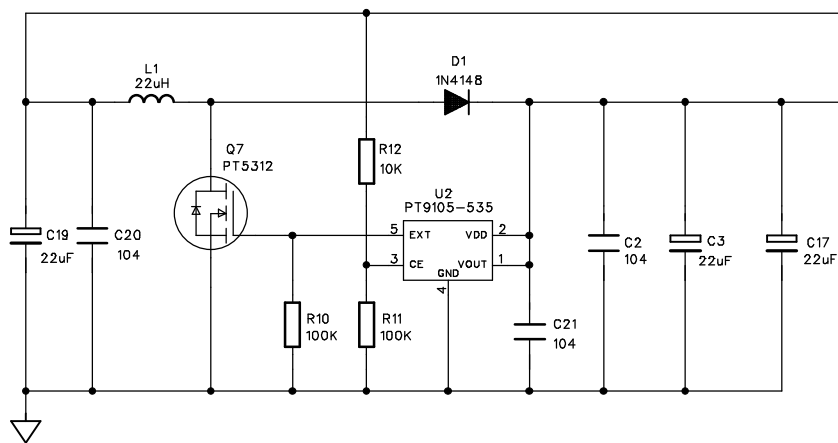 L1
22uH
D1
1N4148
Q7
PT5312
R12
10K
U2
PT9105-535
5 EXT VDD 2
3 CE VOUT 1
GND
4
C19
22uF
C20
104
C2
104
C3
22uF
C17
22uF
R10
100K
R11
100K
C21
104